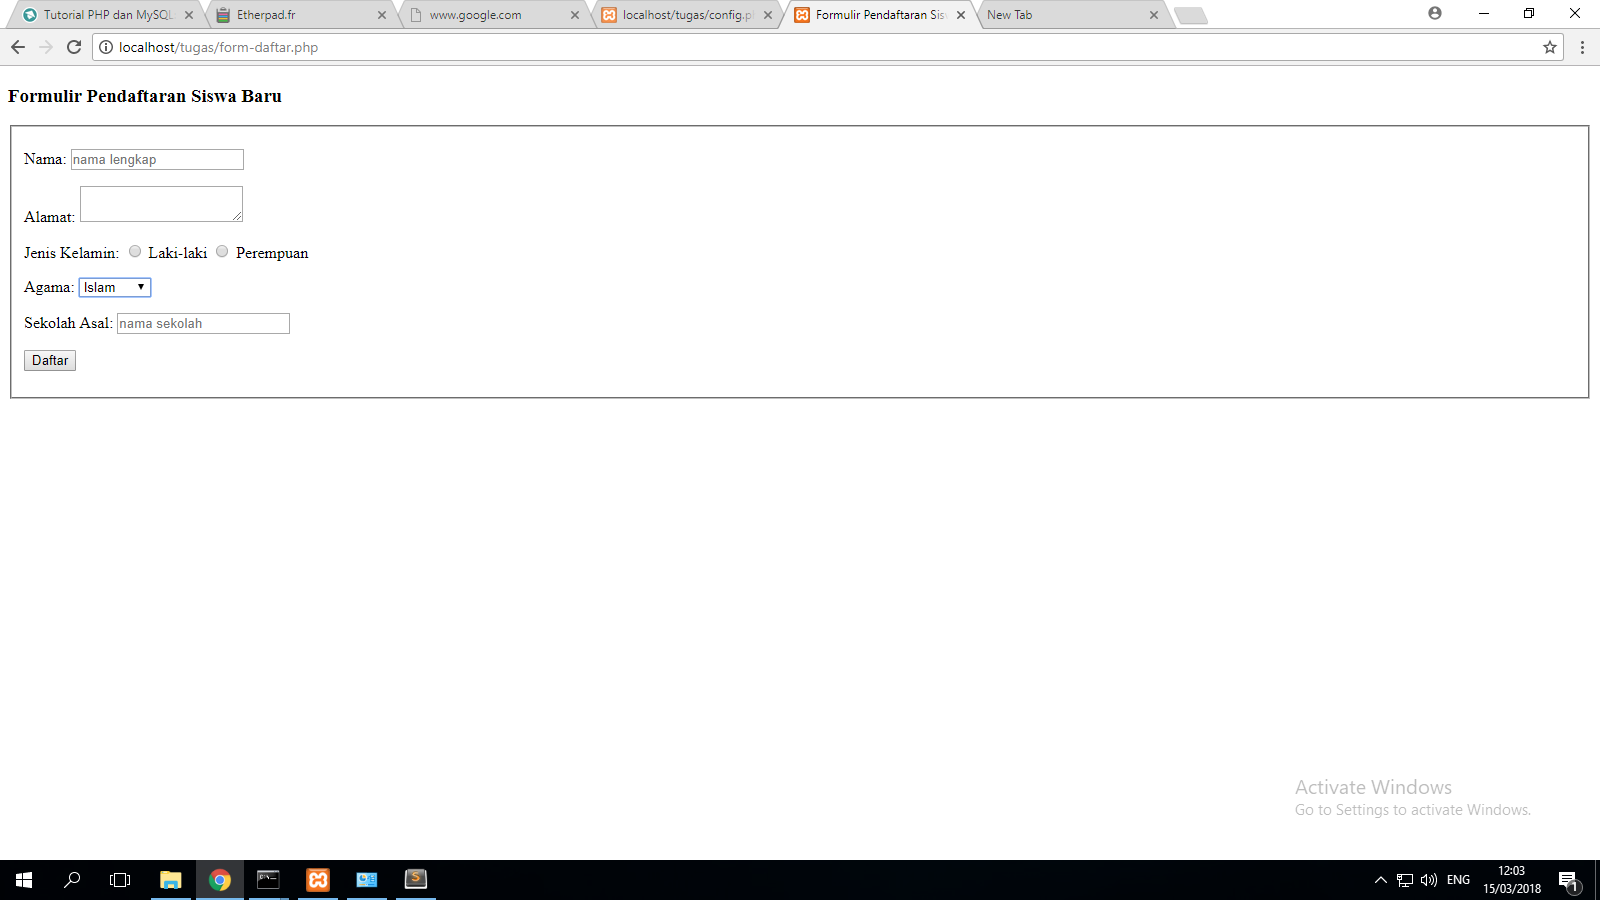 Tutorial PHP dan MySQL Etherpad.fr www.google.com localhost/tugas/config.p Formulir Pendaftaran Sis New Tab
localhost/tugas/form-daftar.php
Formulir Pendaftaran Siswa Baru
Nama: nama lengkap
Alamat:
Jenis Kelamin: Laki-laki Perempuan
Agama: Islam
Sekolah Asal: nama sekolah
Daftar
Activate Windows
Go to Settings to activate Windows.
ENG 12:03
15/03/2018 1